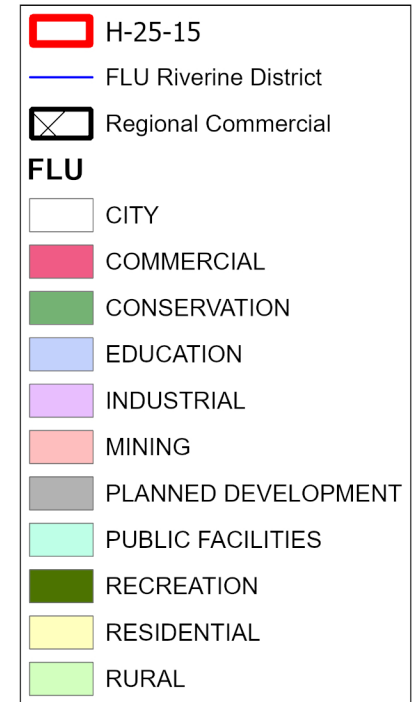 H-25-15
FLU Riverine District
Regional Commercial
FLU
CITY
COMMERCIAL
CONSERVATION
EDUCATION
INDUSTRIAL
MINING
PLANNED DEVELOPMENT
PUBLIC FACILITIES
RECREATION
RESIDENTIAL
RURAL